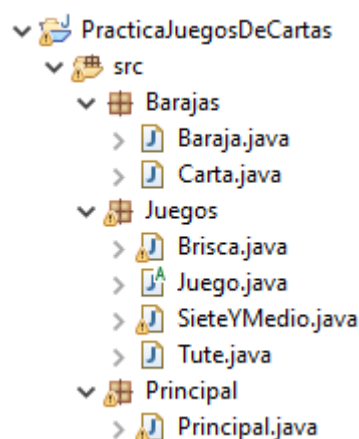 PracticaJuegosDeCartas
src
Barajas
Baraja.java
Carta.java
Juegos
Brisca.java
Juego.java
SieteYMedio.java
Tute.java
Principal
Principal.java